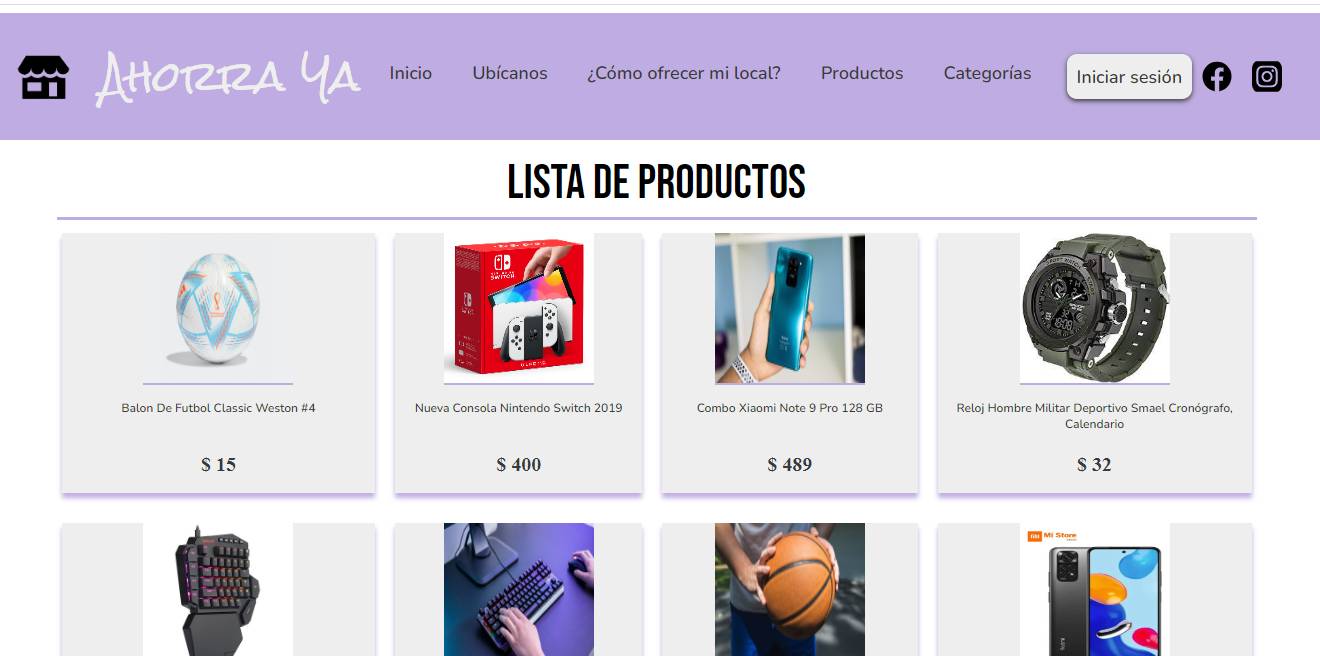 Ahorra Ya
Inicio
Ubícanos
¿Cómo ofrecer mi local?
Productos
Categorías
Iniciar sesión
LISTA DE PRODUCTOS
SWITCH
Balon De Futbol Classic Weston #4
Nueva Consola Nintendo Switch 2019
Combo Xiaomi Note 9 Pro 128 GB
Reloj Hombre Militar Deportivo Smael Cronógrafo,
Calendario
$ 15
$ 400
$ 489
$ 32
Mi Store